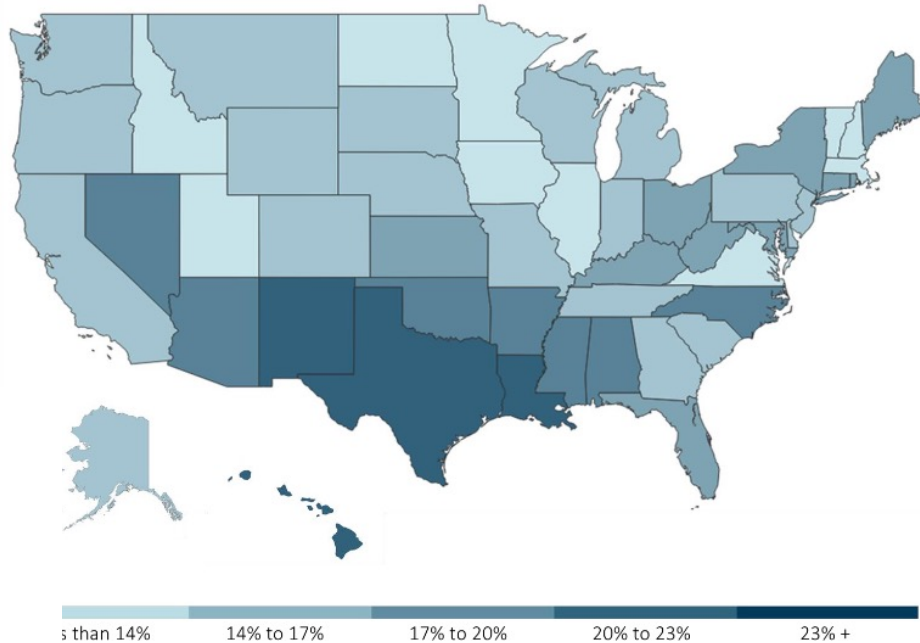 s than 14%
14% to 17%
17% to 20%
20% to 23%
23% +